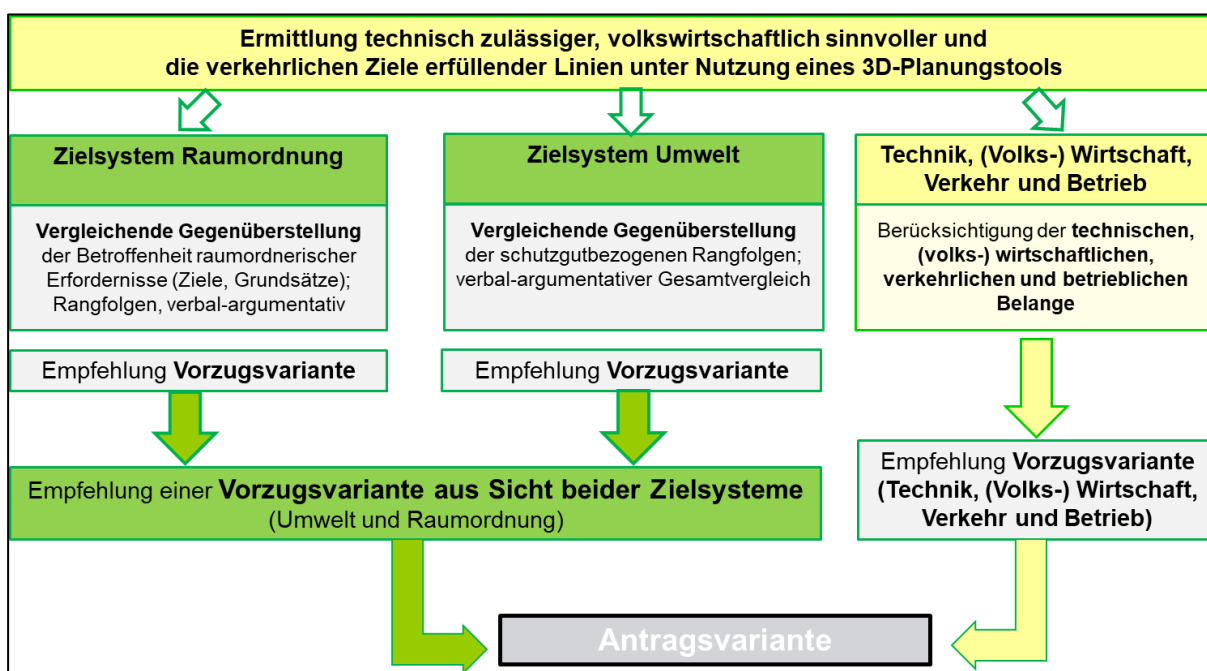 Ermittlung technisch zulässiger, volkswirtschaftlich sinnvoller und
die verkehrlichen Ziele erfüllender Linien unter Nutzung eines 3D-Planungstools
Zielsystem Raumordnung
Vergleichende Gegenüberstellung
der Betroffenheit raumordnerischer
Erfordernisse (Ziele, Grundsätze);
Rangfolgen, verbal-argumentativ
Empfehlung Vorzugsvariante
Zielsystem Umwelt
Vergleichende Gegenüberstellung
der schutzgutbezogenen Rangfolgen;
verbal-argumentativer Gesamtvergleich
Empfehlung Vorzugsvariante
Technik, (Volks-) Wirtschaft,
Verkehr und Betrieb
Berücksichtigung der technischen,
(volks-) wirtschaftlichen,
verkehrlichen und betrieblichen
Belange
Empfehlung einer Vorzugsvariante aus Sicht beider Zielsysteme
(Umwelt und Raumordnung)
Empfehlung Vorzugsvariante
(Technik, (Volks-) Wirtschaft,
Verkehr und Betrieb)
Antragsvariante